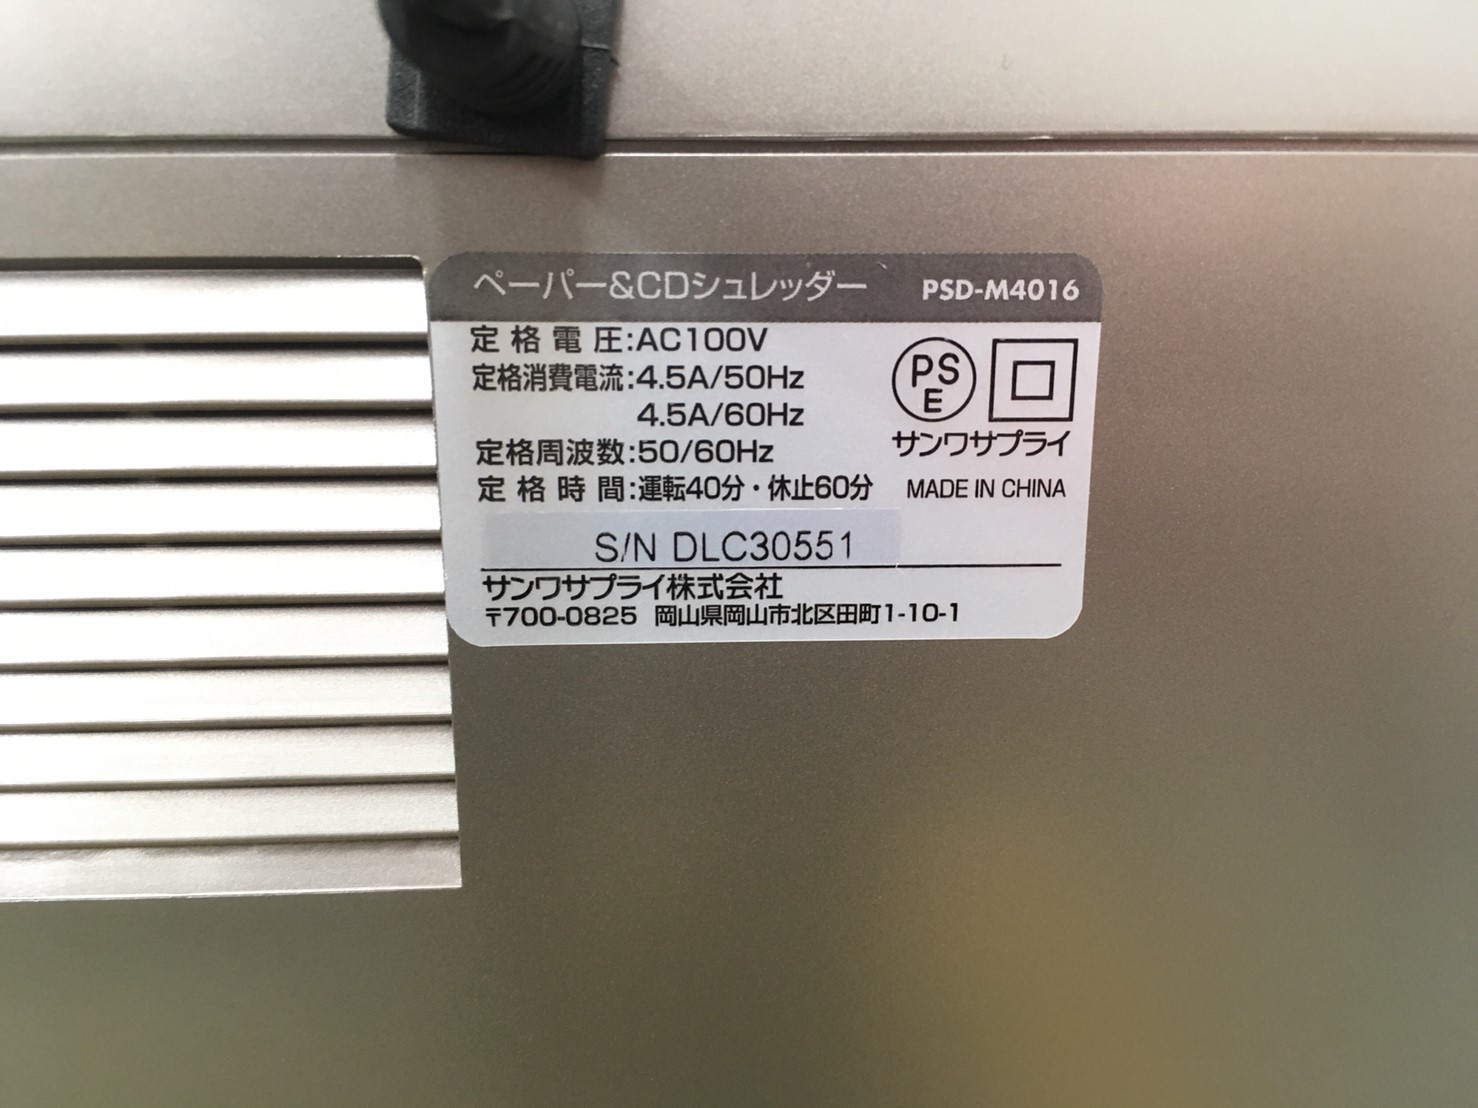 ペーパー&CDシュレッダー PSD-M4016
定格電圧:AC100V
定格消費電流:4.5A/50Hz
4.5A/60Hz
定格周波数:50/60Hz
定格時間:運転40分・休止60分
PS
E
サンワサプライ
MADE IN CHINA
S/N DLC30551
サンワサプライ株式会社
〒700-0825 岡山県岡山市北区田町1-10-1